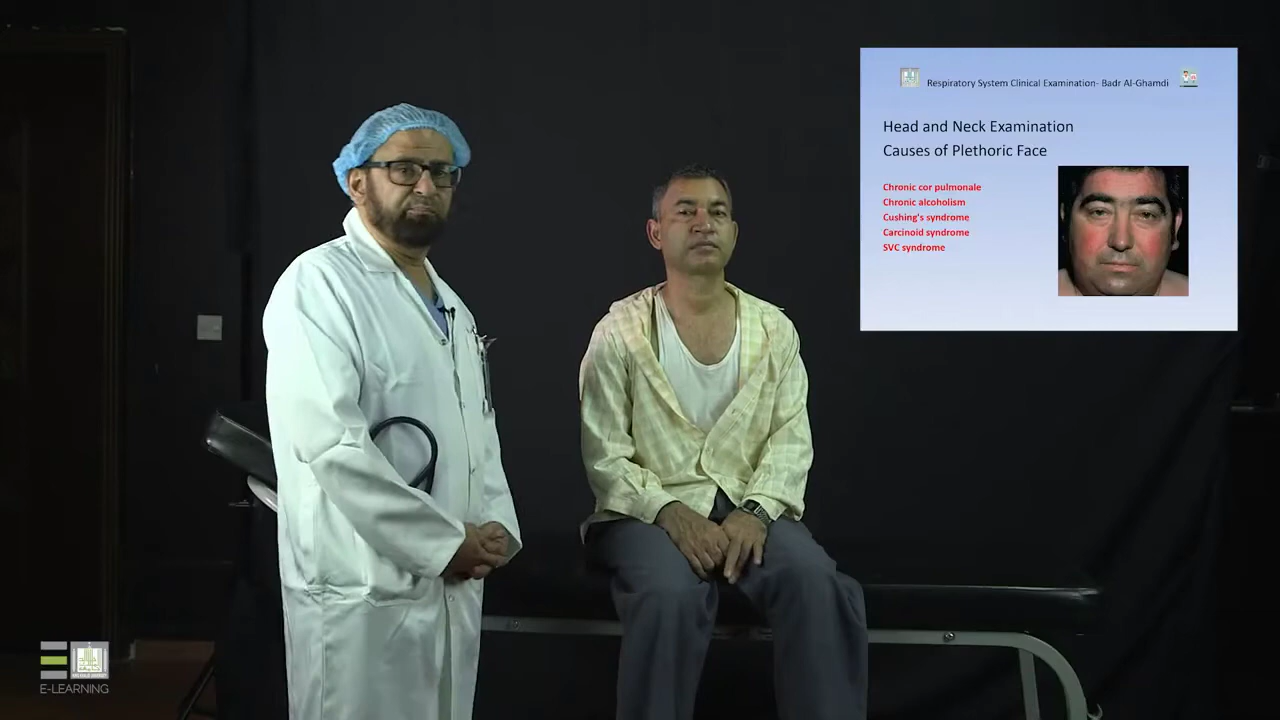 Respiratory System Clinical Examination- Badr Al-Ghamdi
Head and Neck Examination
Causes of Plethoric Face
Chronic cor pulmonale
Chronic alcoholism
Cushing's syndrome
Carcinoid syndrome
SVC syndrome
E-LEARNING